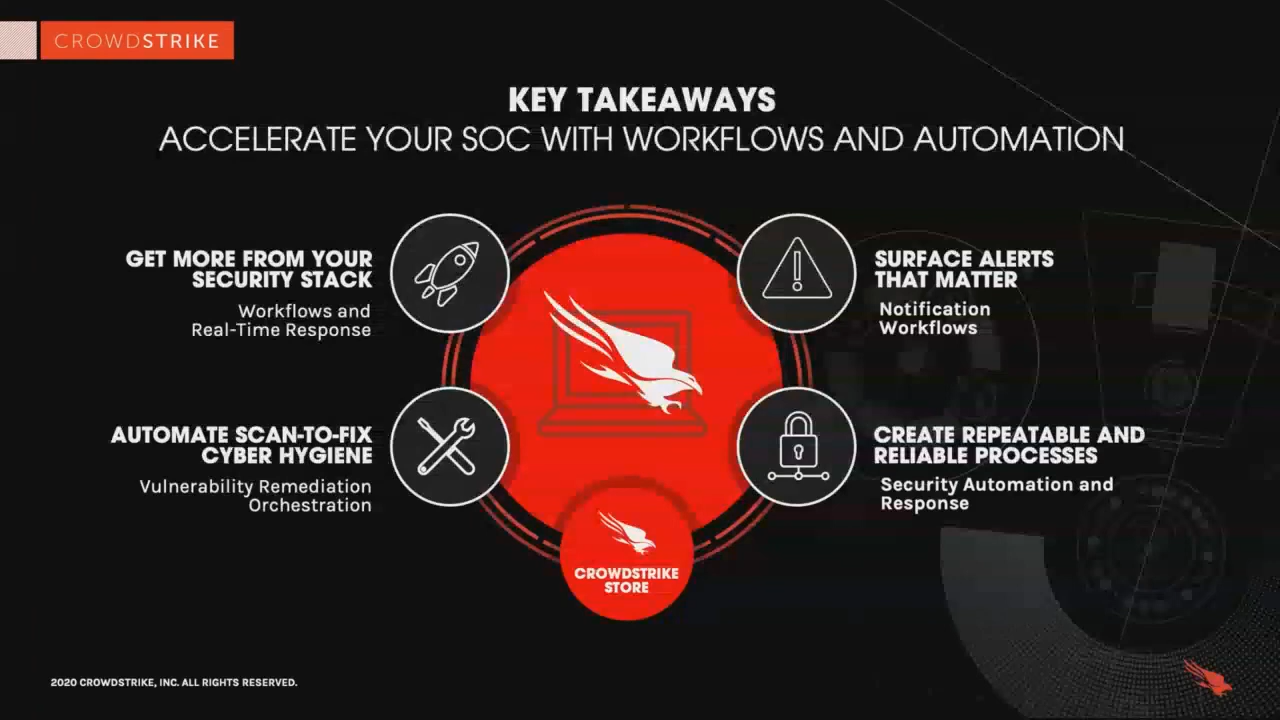 CROWDSTRIKE
KEY TAKEAWAYS
ACCELERATE YOUR SOC WITH WORKFLOWS AND AUTOMATION
GET MORE FROM YOUR
SECURITY STACK
Workflows and
Real-Time Response
SURFACE ALERTS
THAT MATTER
Notification
Workflows
AUTOMATE SCAN-TO-FIX
CYBER HYGIENE
Vulnerability Remediation
Orchestration
CREATE REPEATABLE AND
RELIABLE PROCESSES
Security Automation and
Response
CROWDSTRIKE
STORE
2020 CROWDSTRIKE, INC. ALL RIGHTS RESERVED.